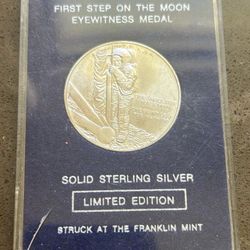 FIRST STEP ON THE MOON
EYEWITNESS MEDAL
SOLID STERLING SILVER
LIMITED EDITION
STRUCK AT THE FRANKLIN MINT